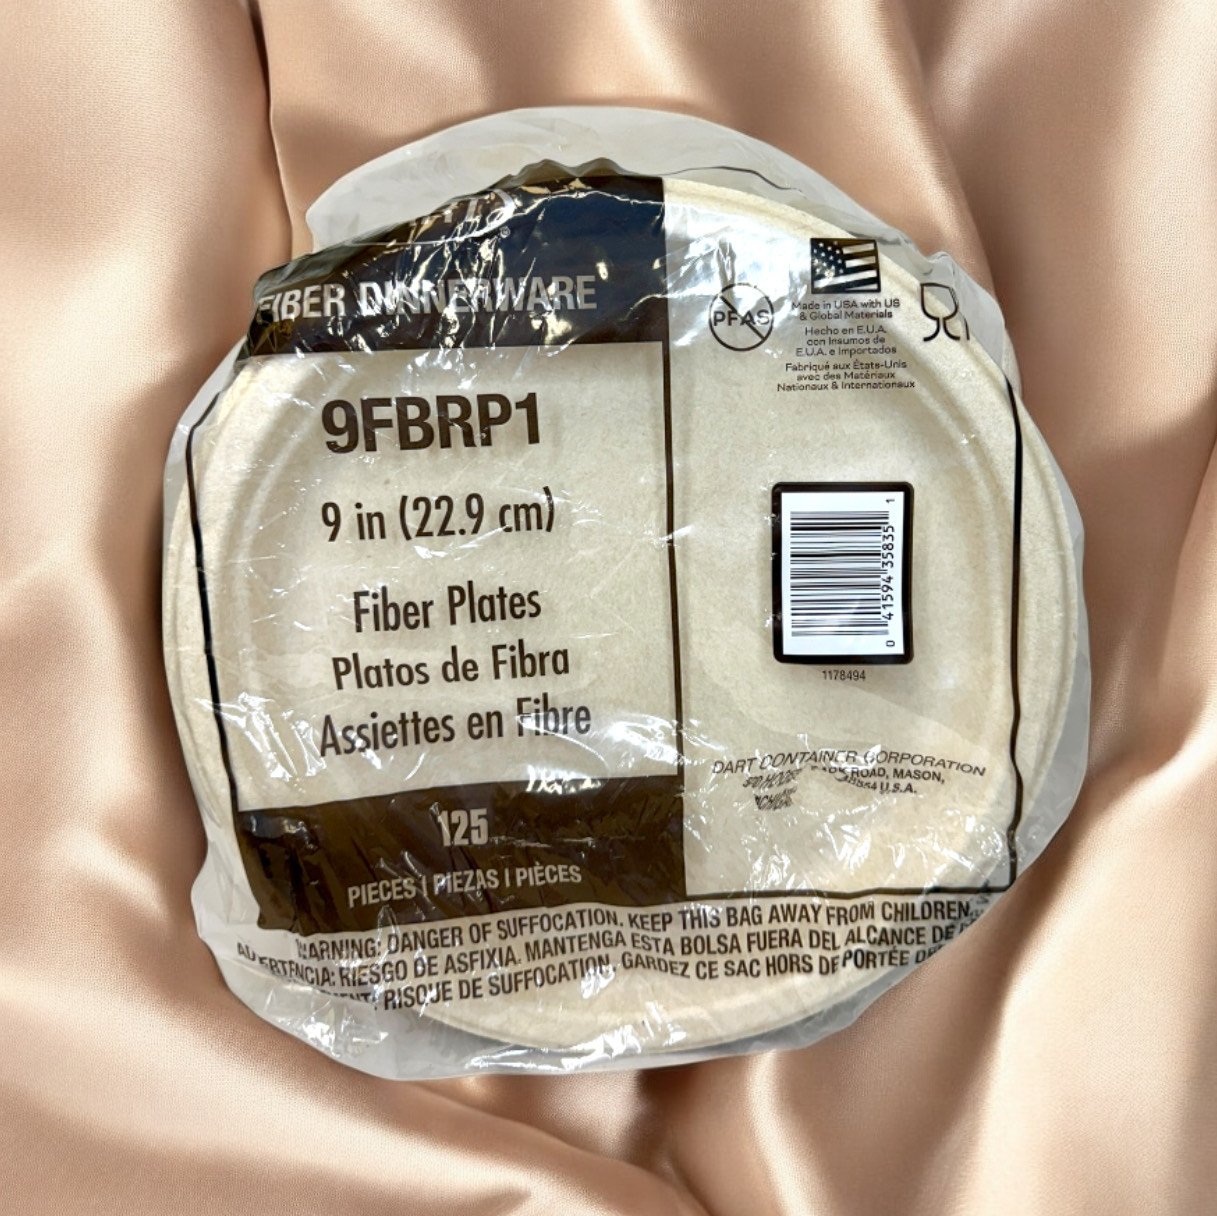 FIBER DINNERWARE
9FBRP1
9 in (22.9 cm)
Fiber Plates
Platos de Fibra
Assiettes en Fibre
125
PIECES | PIEZAS | PIÈCES
PFAS
Made in USA with US
& Global Materials
Hecho en E.U.A.
con Insumos de
E.U.A. e Importados
Fabriqué aux États-Unis
avec des Matériaux
Nationaux & Internationaux
0 41594 35835 1
1178494
DART CONTAINER CORPORATION
ROAD, MASON,
U.S.A.
WARNING: DANGER OF SUFFOCATION. KEEP THIS BAG AWAY FROM CHILDREN.
RIESGO DE ASFIXIA. MANTENGA ESTA BOLSA FUERA DEL ALCANCE DE
RISQUE DE SUFFOCATION. GARDEZ CE SAC HORS DE PORTÉE